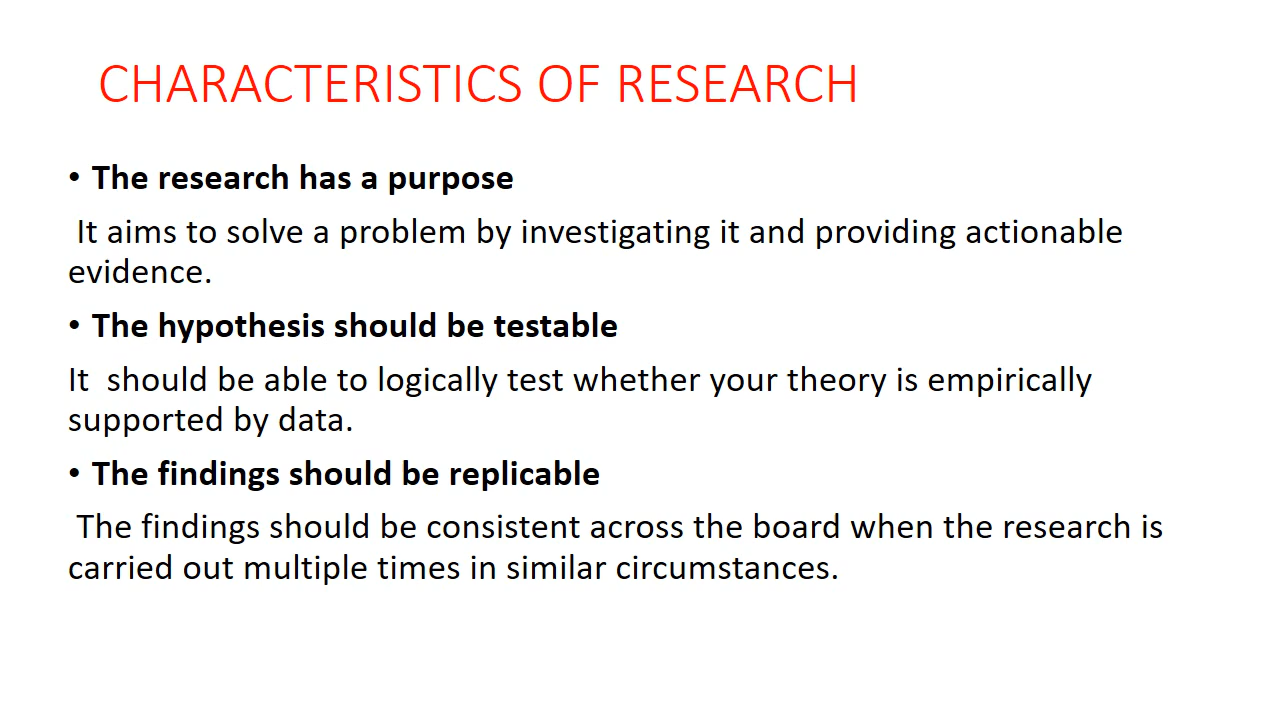 CHARACTERISTICS OF RESEARCH
• The research has a purpose
It aims to solve a problem by investigating it and providing actionable
evidence.
• The hypothesis should be testable
It  should be able to logically test whether your theory is empirically
supported by data.
• The findings should be replicable
The findings should be consistent across the board when the research is
carried out multiple times in similar circumstances.